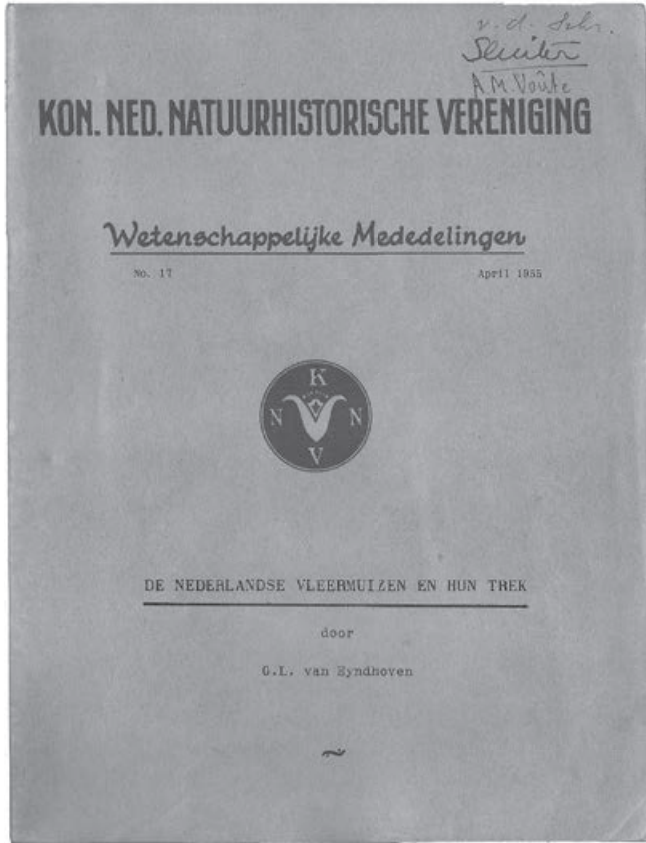 v. d. Schr.
Sluiter
A.M. Voûte
KON. NED. NATUURHISTORISCHE VERENIGING
Wetenschappelijke Mededelingen
No. 17 April 1955
K
N N
V
DE NEDERLANDSE VLEERMUIZEN EN HUN TREK
door
G.L. van Eyndhoven